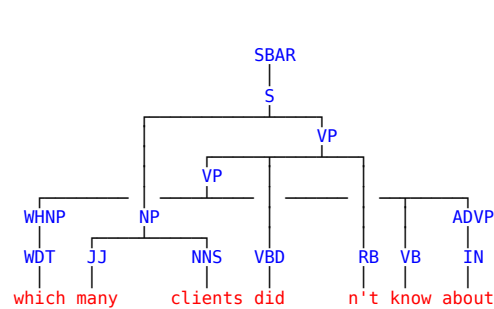 SBAR
S
VP
VP
WHNP NP ADVP
WDT JJ NNS VBD RB VB IN
which many clients did n't know about